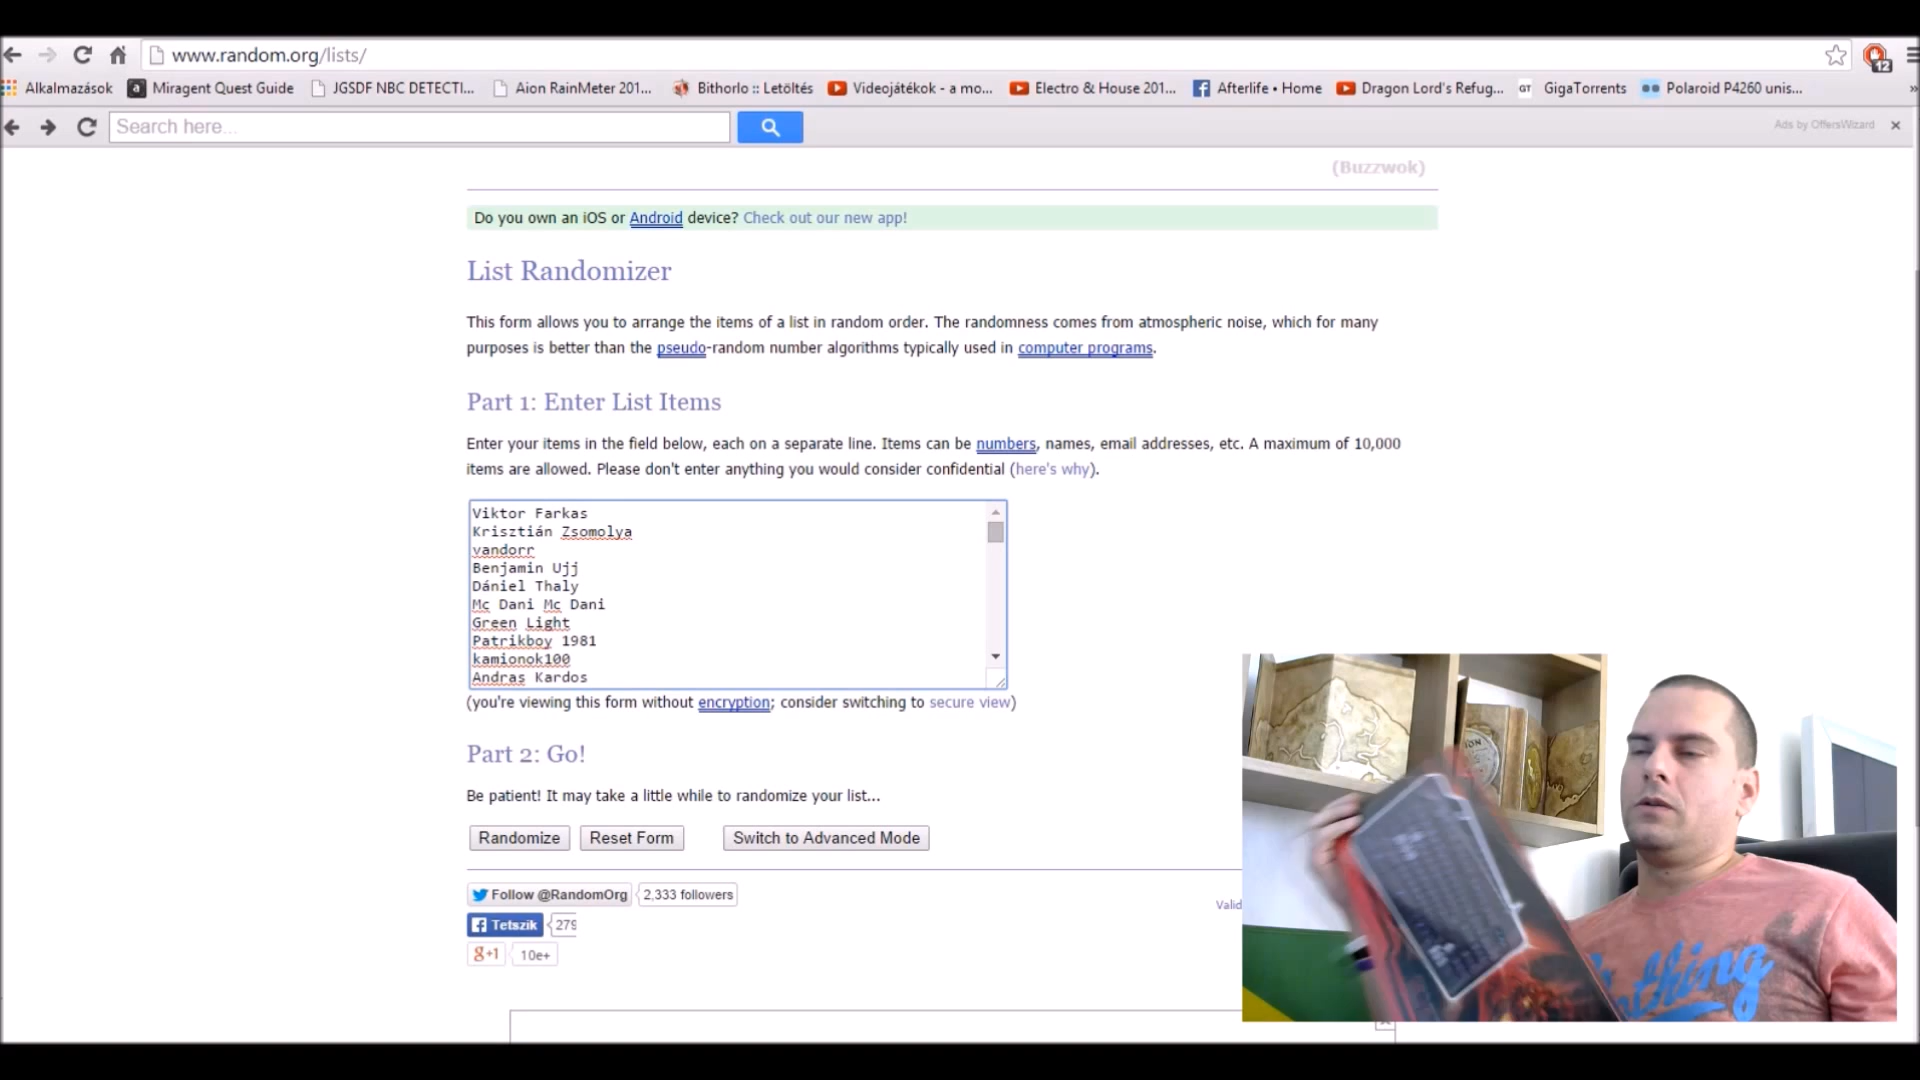 www.random.org/lists/
12
Alkalmazások Miragent Quest Guide JGSDF NBC DETECTI... Aion RainMeter 201... Bithorlo :: Letöltés Videojátékok - a mo... Electro & House 201... Afterlife • Home Dragon Lord's Refug... GT GigaTorrents Polaroid P4260 unis... »
Search here... Ads by OffersWizard
(Buzzwok)
Do you own an iOS or Android device? Check out our new app!
List Randomizer
This form allows you to arrange the items of a list in random order. The randomness comes from atmospheric noise, which for many
purposes is better than the pseudo-random number algorithms typically used in computer programs.
Part 1: Enter List Items
Enter your items in the field below, each on a separate line. Items can be numbers, names, email addresses, etc. A maximum of 10,000
items are allowed. Please don't enter anything you would consider confidential (here's why).
Viktor Farkas
Krisztián Zsomolya
vandorr
Benjamin Ujj
Dániel Thaly
Mc Dani Mc Dani
Green Light
Patrikboy 1981
kamionok100
Andras Kardos
(you're viewing this form without encryption; consider switching to secure view)
Part 2: Go!
Be patient! It may take a little while to randomize your list...
Randomize Reset Form Switch to Advanced Mode
Follow @RandomOrg 2,333 followers
Valid
Tetszik 279
g+1 10e+
thing